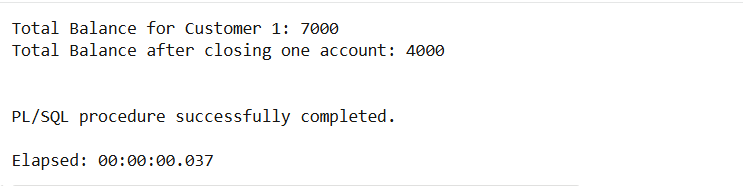 Total Balance for Customer 1: 7000
Total Balance after closing one account: 4000
PL/SQL procedure successfully completed.
Elapsed: 00:00:00.037